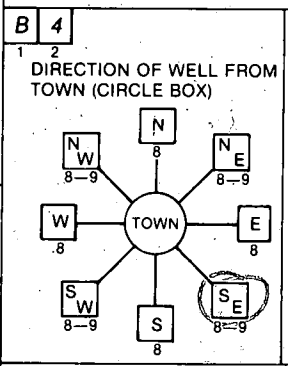 B 4
1 2
DIRECTION OF WELL FROM
TOWN (CIRCLE BOX)
N
8
N W
8–9
N E
8–9
W
8
TOWN
E
8
S W
8–9
S E
8–9
S
8